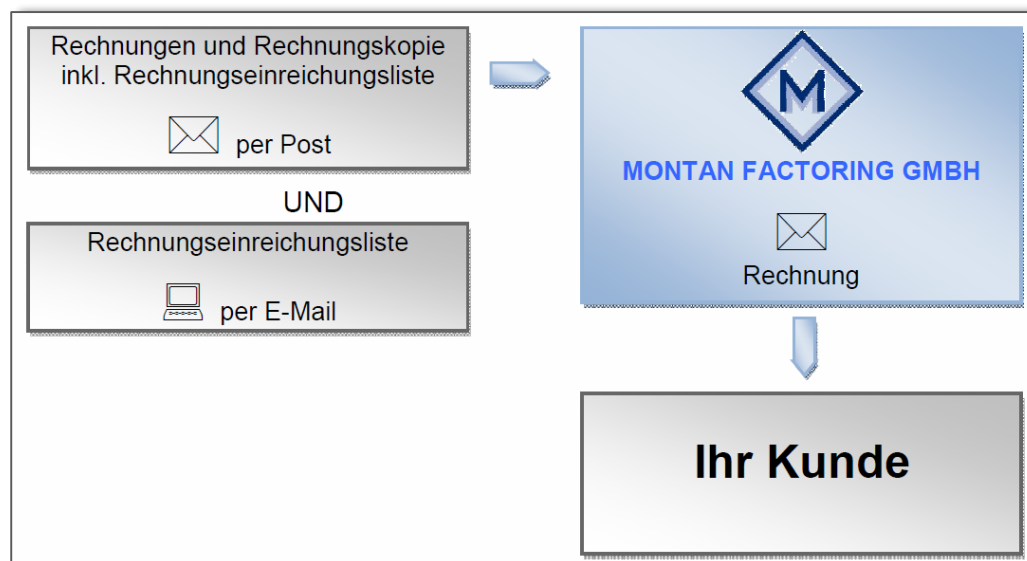 Rechnungen und Rechnungskopie
inkl. Rechnungseinreichungsliste
per Post
UND
Rechnungseinreichungsliste
per E-Mail
M
MONTAN FACTORING GMBH
Rechnung
Ihr Kunde